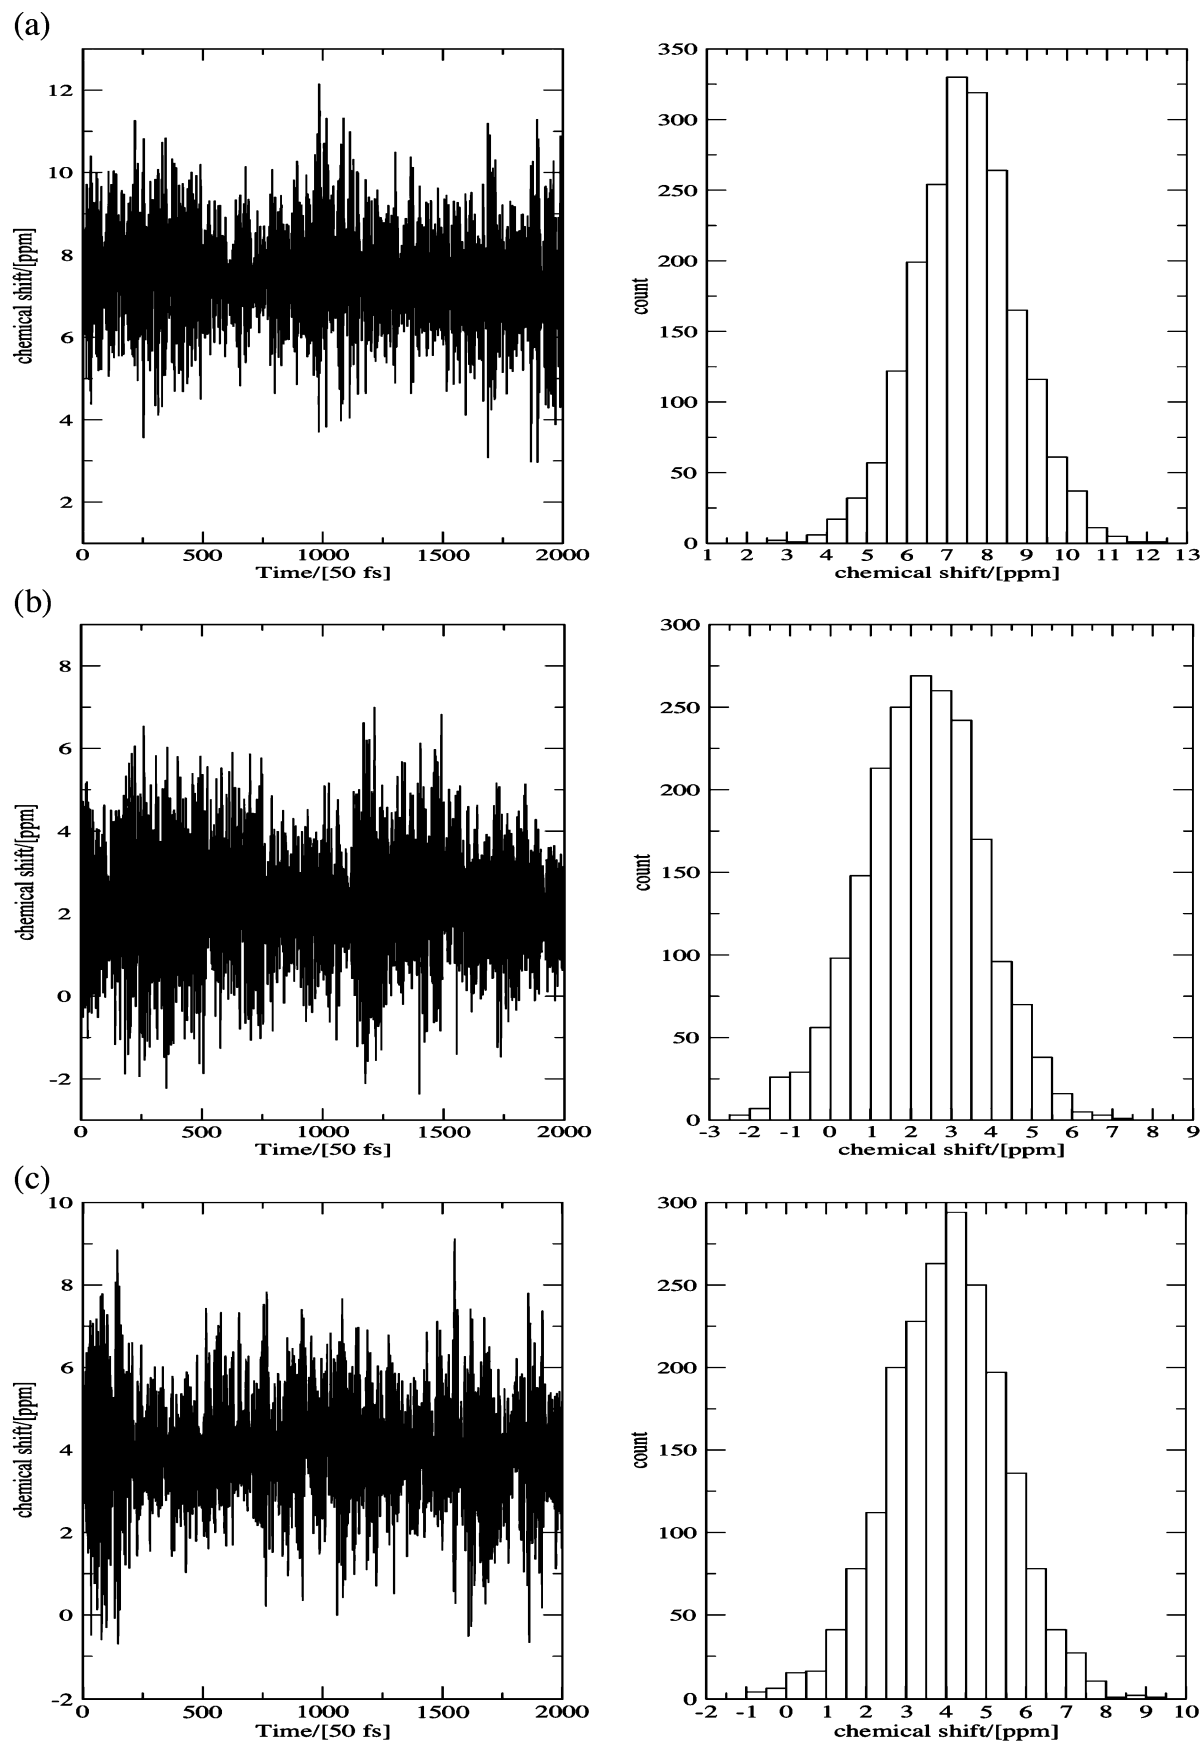 (a)
12
10
8
6
4
2
0 500 1000 1500 2000
Time/[50 fs]
chemical shift/[ppm]
350
300
250
200
150
100
50
0
1 2 3 4 5 6 7 8 9 10 11 12 13
chemical shift/[ppm]
count
(b)
8
6
4
2
0
-2
0 500 1000 1500 2000
Time/[50 fs]
chemical shift/[ppm]
300
250
200
150
100
50
0
-3 -2 -1 0 1 2 3 4 5 6 7 8 9
chemical shift/[ppm]
count
(c)
10
8
6
4
2
0
-2
0 500 1000 1500 2000
Time/[50 fs]
chemical shift/[ppm]
300
250
200
150
100
50
0
-2 -1 0 1 2 3 4 5 6 7 8 9 10
chemical shift/[ppm]
count